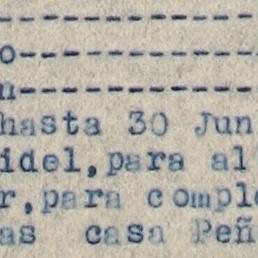 ----------
o---------
u---------
hasta 30 Jun
idel,para al
r,para comple
as casa Peñ